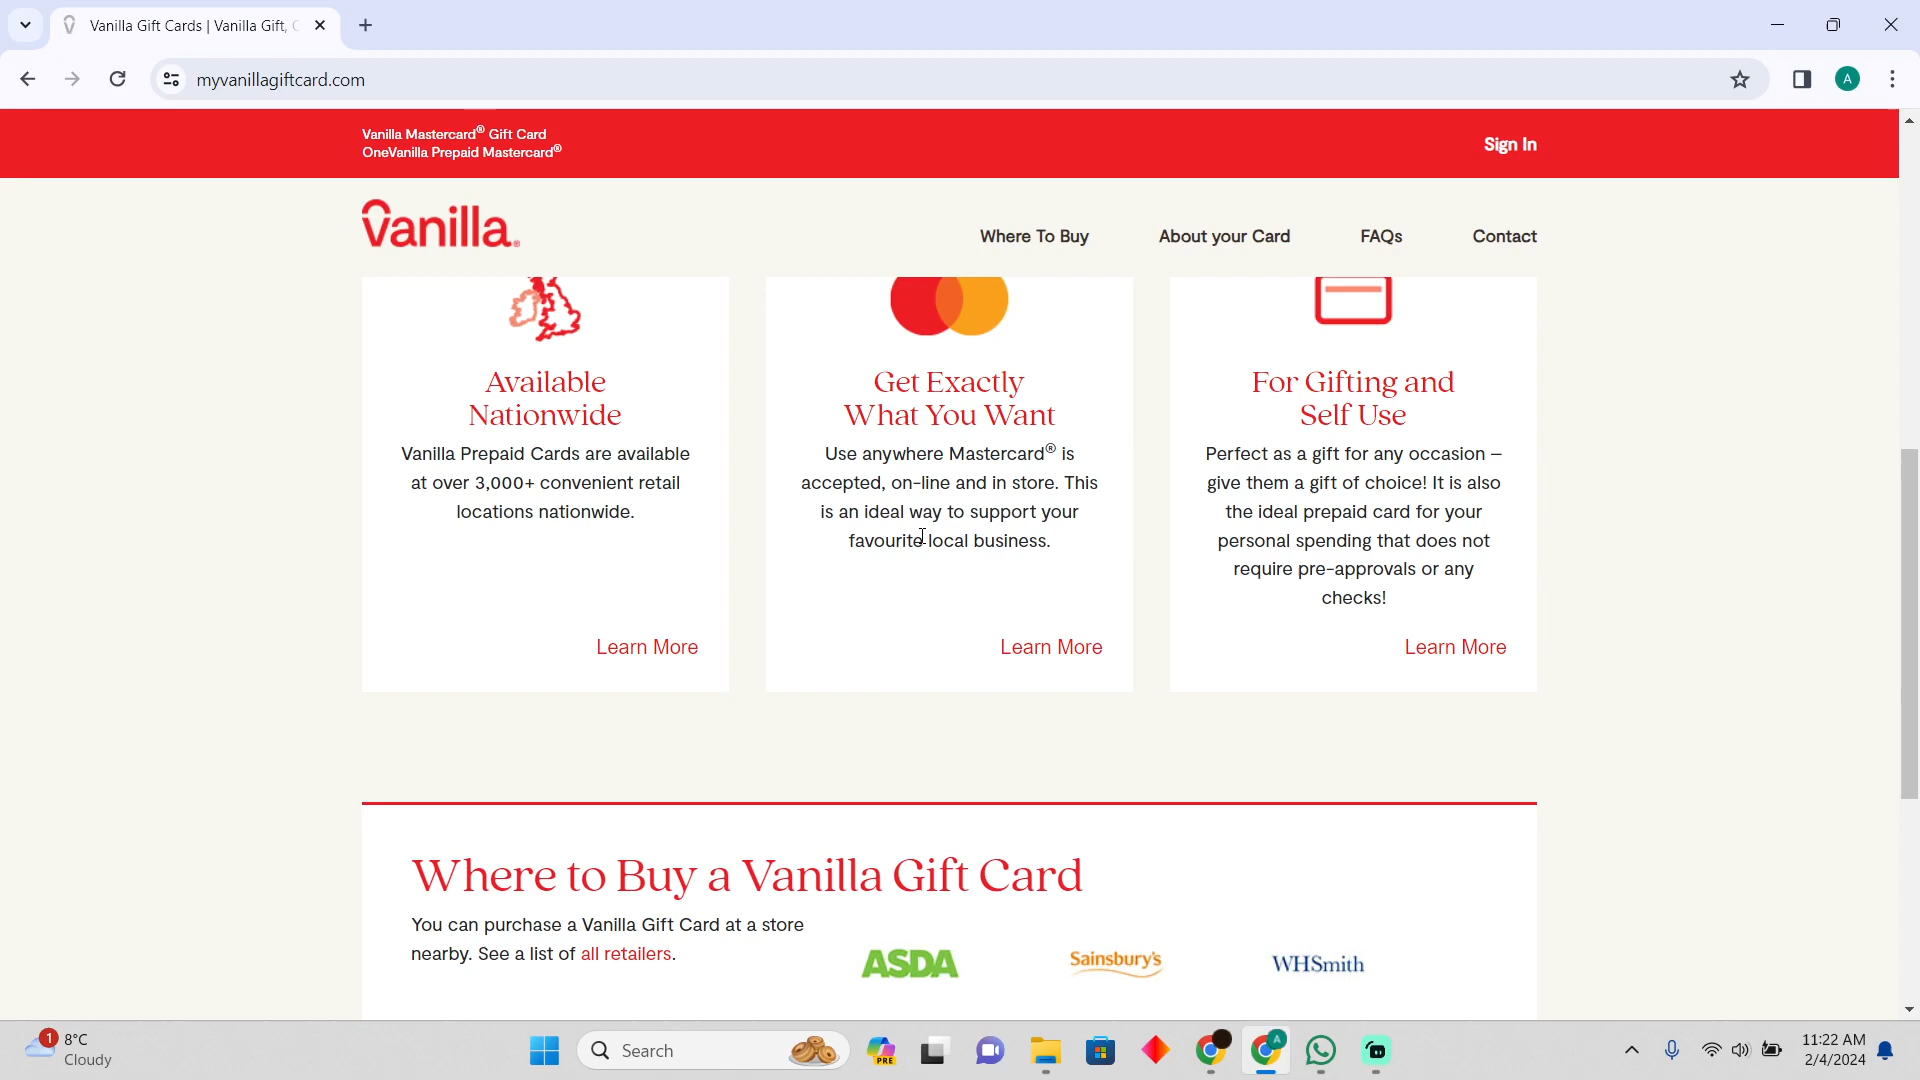 Vanilla Gift Cards | Vanilla Gift, C
myvanillagiftcard.com
A
Vanilla Mastercard® Gift Card
OneVanilla Prepaid Mastercard®
Sign In
Vanilla.®
Where To Buy
About your Card
FAQs
Contact
Available
Nationwide
Vanilla Prepaid Cards are available
at over 3,000+ convenient retail
locations nationwide.
Learn More
Get Exactly
What You Want
Use anywhere Mastercard® is
accepted, on-line and in store. This
is an ideal way to support your
favourite local business.
Learn More
For Gifting and
Self Use
Perfect as a gift for any occasion –
give them a gift of choice! It is also
the ideal prepaid card for your
personal spending that does not
require pre-approvals or any
checks!
Learn More
Where to Buy a Vanilla Gift Card
You can purchase a Vanilla Gift Card at a store
nearby. See a list of all retailers.
ASDA
Sainsbury's
WHSmith
1
8°C
Cloudy
Search
PRE
A
11:22 AM
2/4/2024